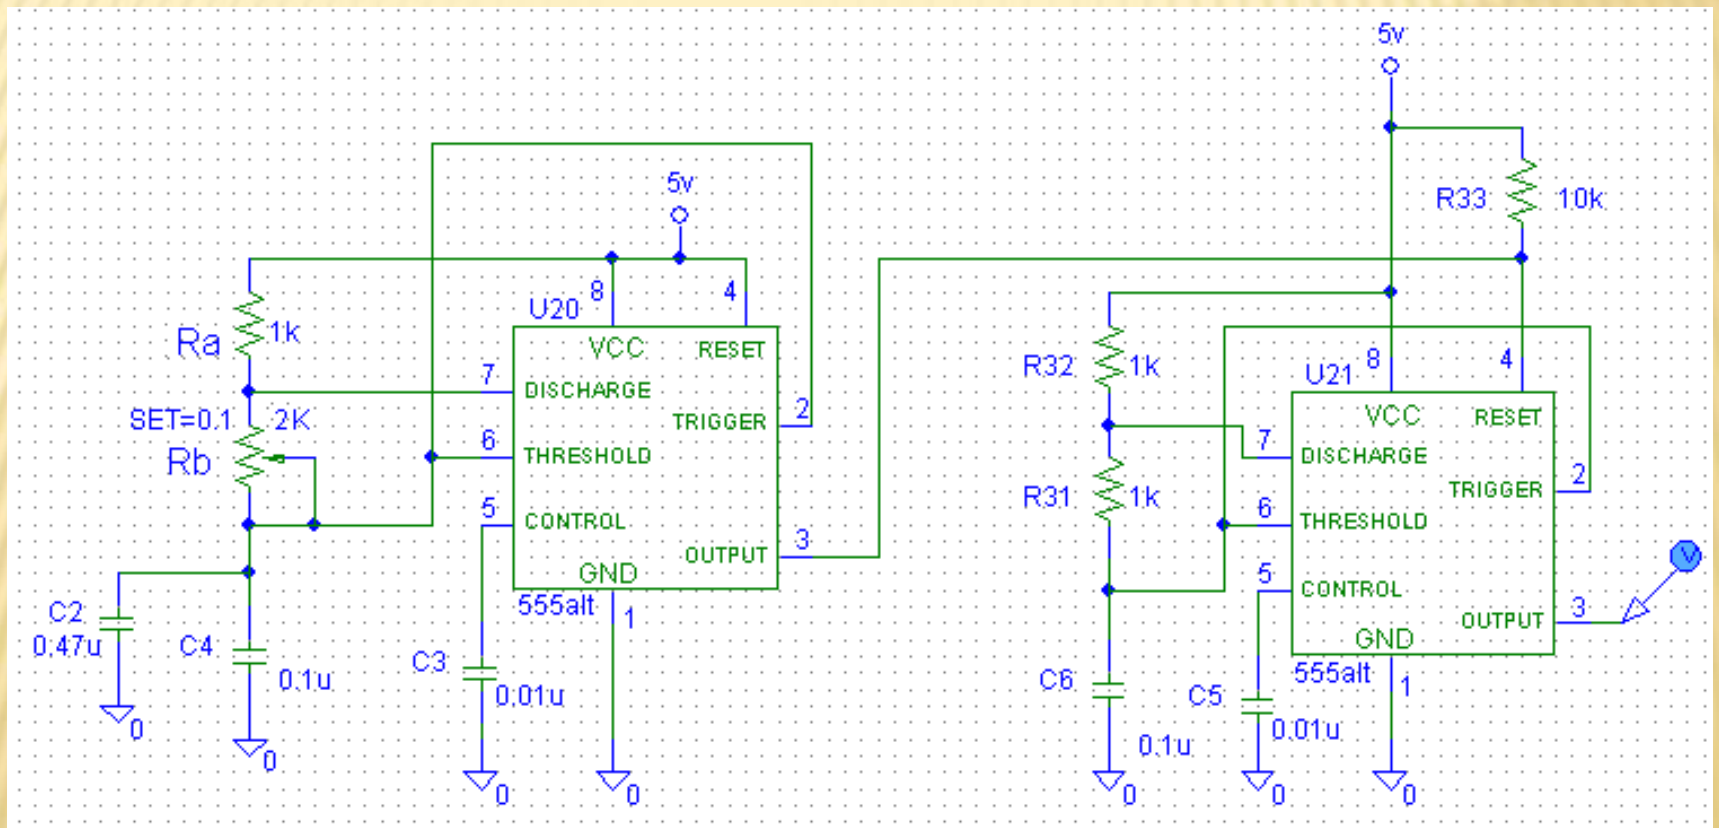 5v
R33 10k
5v
8
4
U20
Ra
1k
VCC
RESET
7
DISCHARGE
SET=0.1
2K
TRIGGER
2
Rb
6
THRESHOLD
5
CONTROL
OUTPUT
3
GND
555alt
1
C2
0.47u
C4
0.1u
C3
0.01u
0
0
0
0
R32
1k
8
4
U21
VCC
RESET
7
DISCHARGE
TRIGGER
2
R31
1k
6
THRESHOLD
5
CONTROL
OUTPUT
3
V
GND
555alt
1
C6
0.1u
C5
0.01u
0
0
0